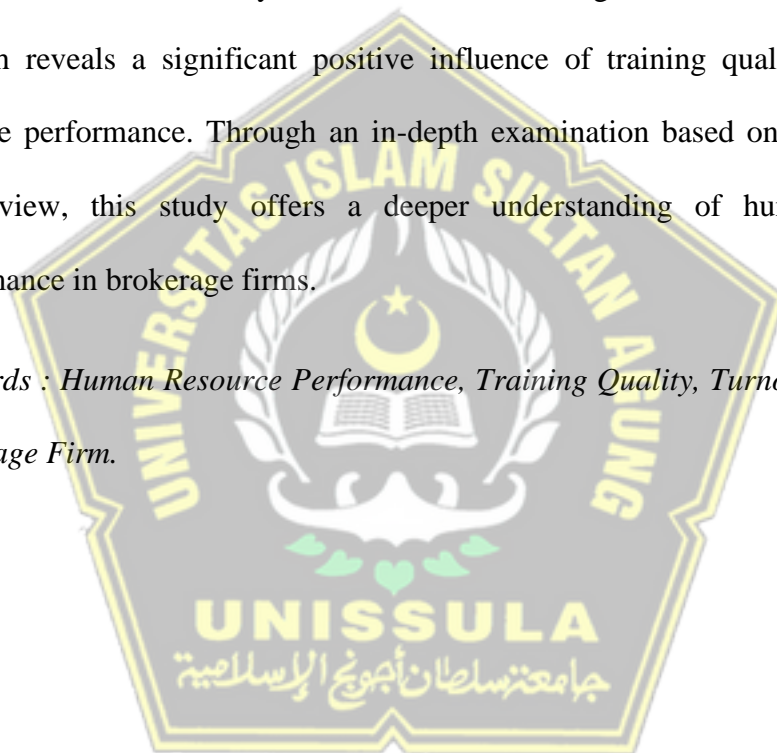 n reveals a significant positive influence of training qual
e performance. Through an in-depth examination based on
view, this study offers a deeper understanding of hu
nance in brokerage firms.
rds : Human Resource Performance, Training Quality, Turno
age Firm.
UNIVERSITAS ISLAM SULTAN AGUNG
UNISSULA
جامعة سلطان أجونج الإسلامية